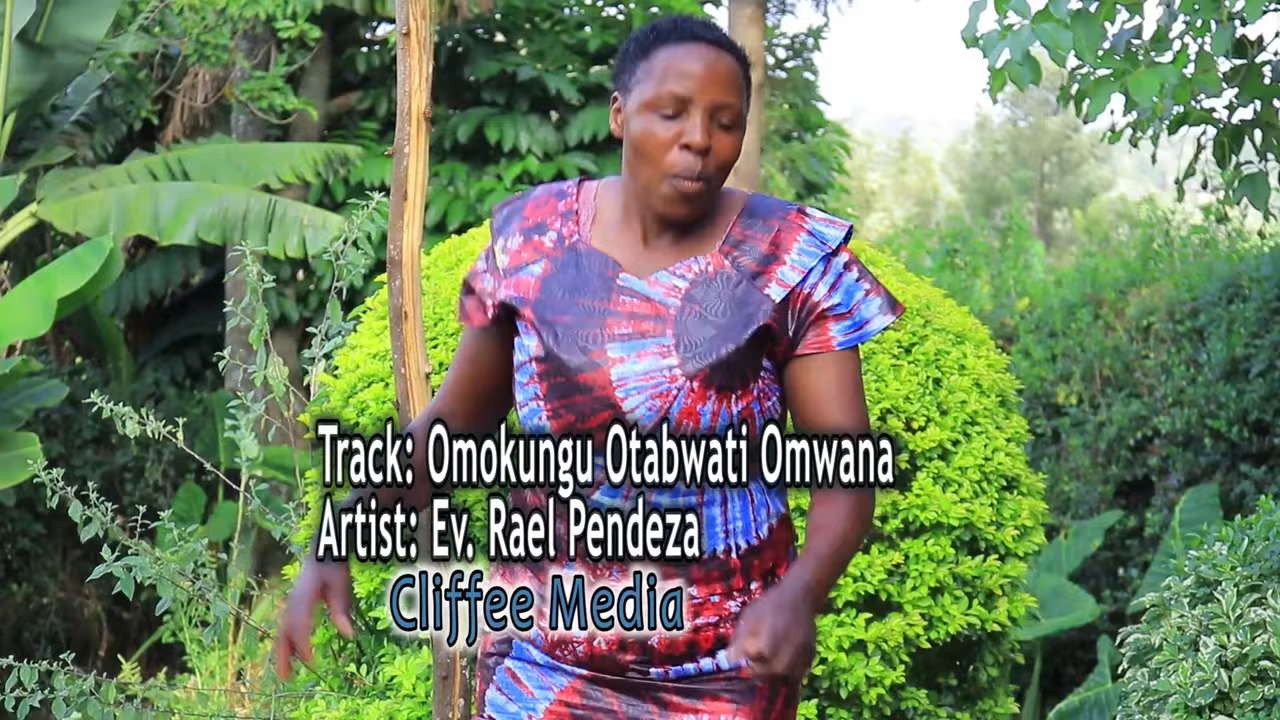 Track: Omokungu Otabwati Omwana
Artist: Ev. Rael Pendeza
Cliffee Media